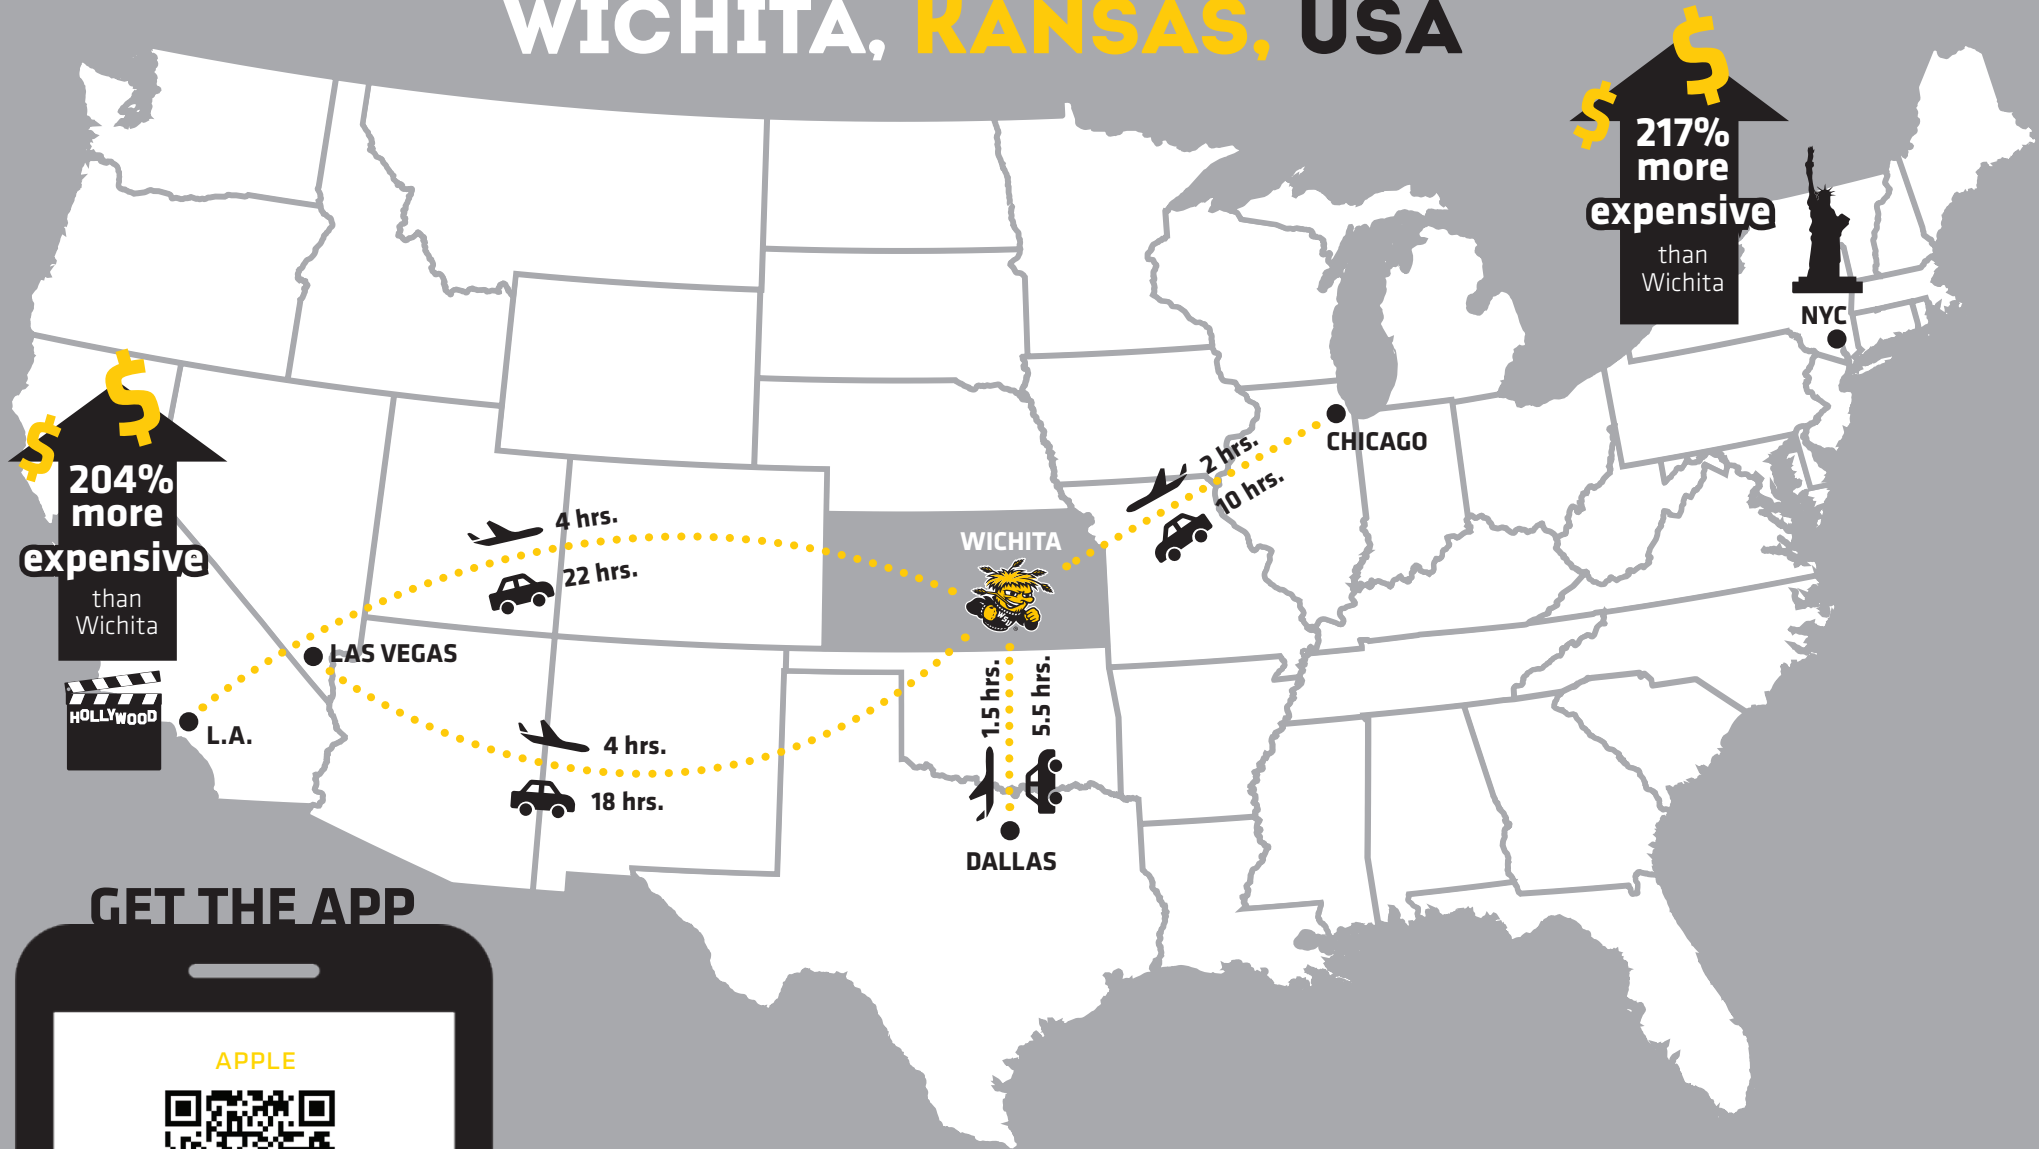 WICHITA, KANSAS, USA
217%
more
expensive
than
Wichita
NYC
204%
more
expensive
than
Wichita
HOLLYWOOD
L.A.
LAS VEGAS
4 hrs.
22 hrs.
4 hrs.
18 hrs.
WICHITA
WSU
2 hrs.
10 hrs.
CHICAGO
1.5 hrs.
5.5 hrs.
DALLAS
GET THE APP
APPLE